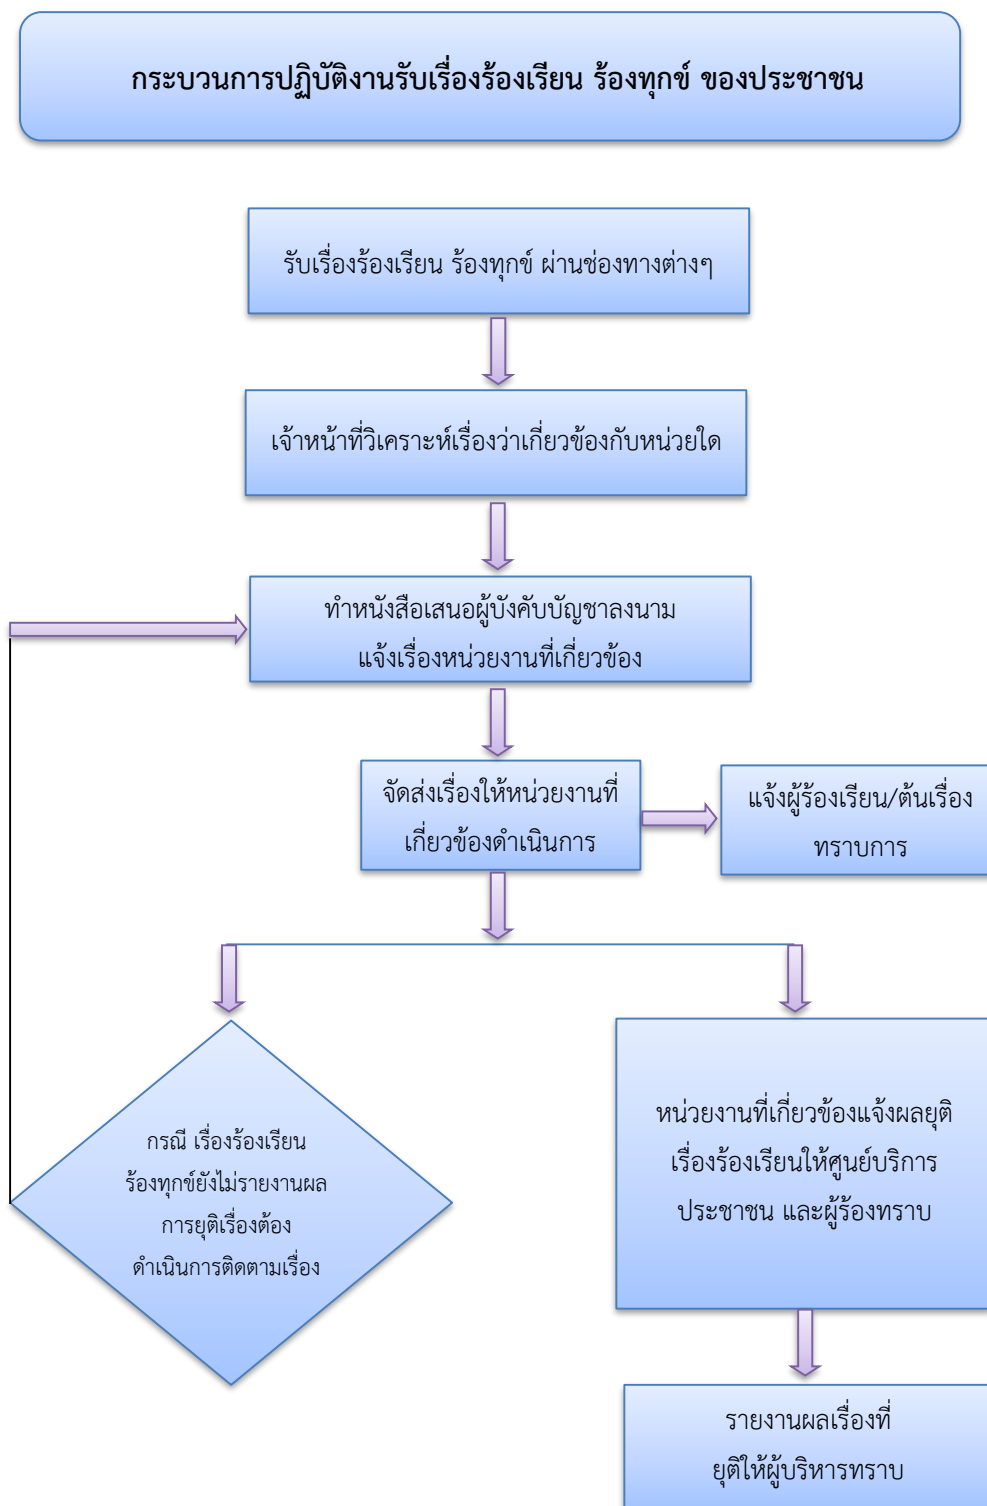 กระบวนการปฏิบัติงานรับเรื่องร้องเรียน ร้องทุกข์ ของประชาชน
รับเรื่องร้องเรียน ร้องทุกข์ ผ่านช่องทางต่างๆ
เจ้าหน้าที่วิเคราะห์เรื่องว่าเกี่ยวข้องกับหน่วยใด
ทำหนังสือเสนอผู้บังคับบัญชาลงนาม
แจ้งเรื่องหน่วยงานที่เกี่ยวข้อง
จัดส่งเรื่องให้หน่วยงานที่
เกี่ยวข้องดำเนินการ
แจ้งผู้ร้องเรียน/ต้นเรื่อง
ทราบการ
กรณี เรื่องร้องเรียน
ร้องทุกข์ยังไม่รายงานผล
การยุติเรื่องต้อง
ดำเนินการติดตามเรื่อง
หน่วยงานที่เกี่ยวข้องแจ้งผลยุติ
เรื่องร้องเรียนให้ศูนย์บริการ
ประชาชน และผู้ร้องทราบ
รายงานผลเรื่องที่
ยุติให้ผู้บริหารทราบ